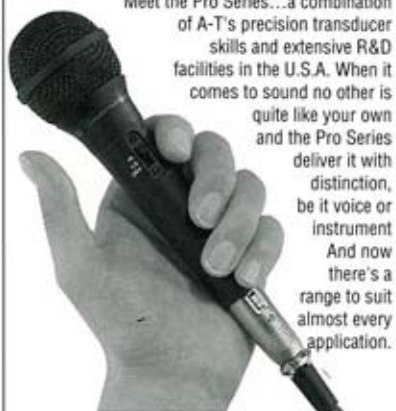 Meet the Pro Series...a combination
of A-T's precision transducer
skills and extensive R&D
facilities in the U.S.A. When it
comes to sound no other is
quite like your own
and the Pro Series
deliver it with
distinction,
be it voice or
instrument
And now
there's a
range to suit
almost every
application.